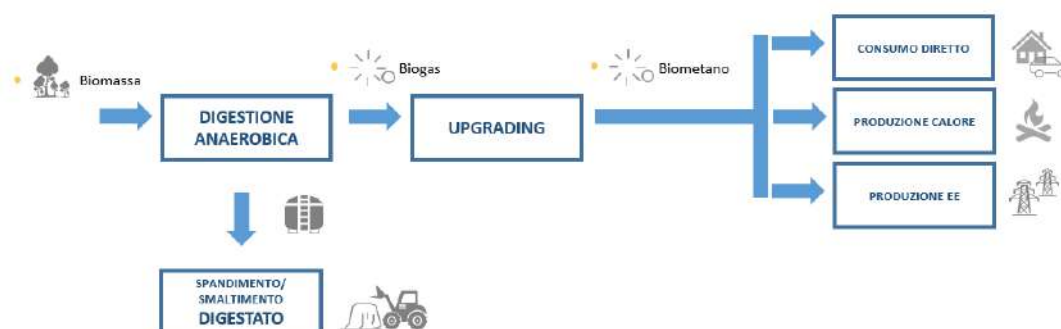 Biomassa
DIGESTIONE
ANAEROBICA
Biogas
UPGRADING
Biometano
CONSUMO DIRETTO
PRODUZIONE CALORE
PRODUZIONE EE
SPANDIMENTO/
SMALTIMENTO
DIGESTATO